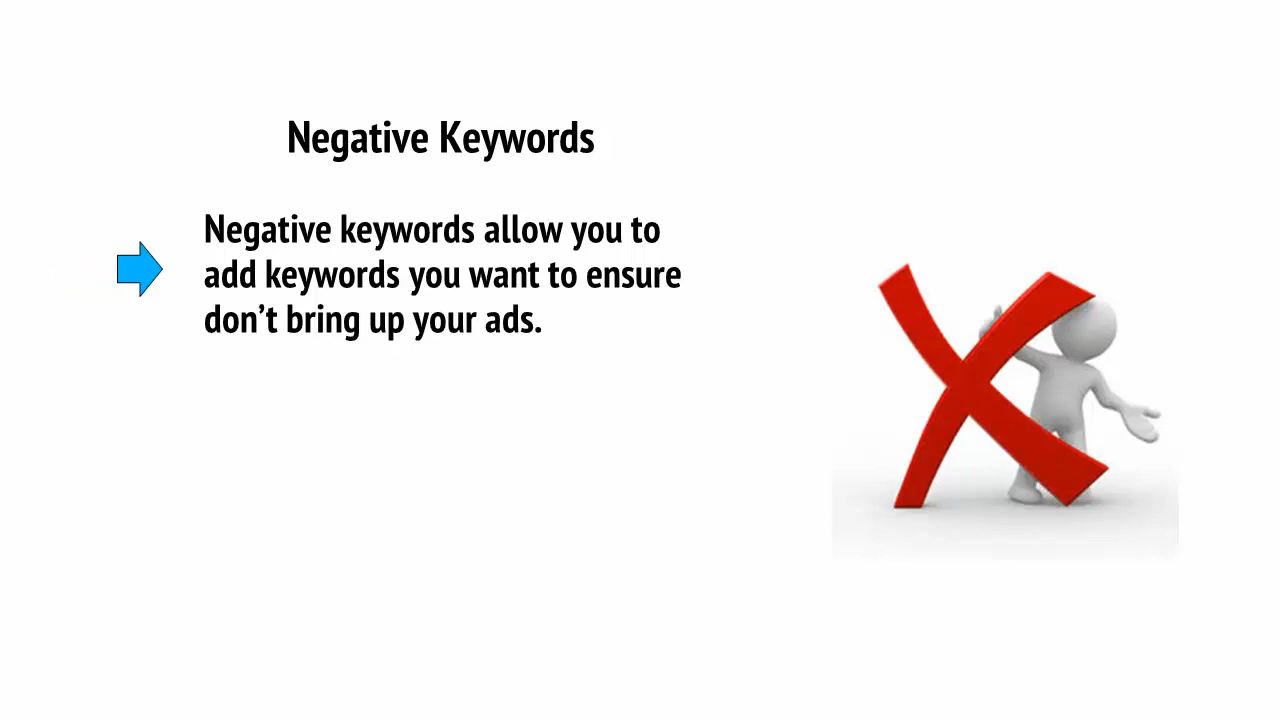 Negative Keywords
Negative keywords allow you to
add keywords you want to ensure
don’t bring up your ads.